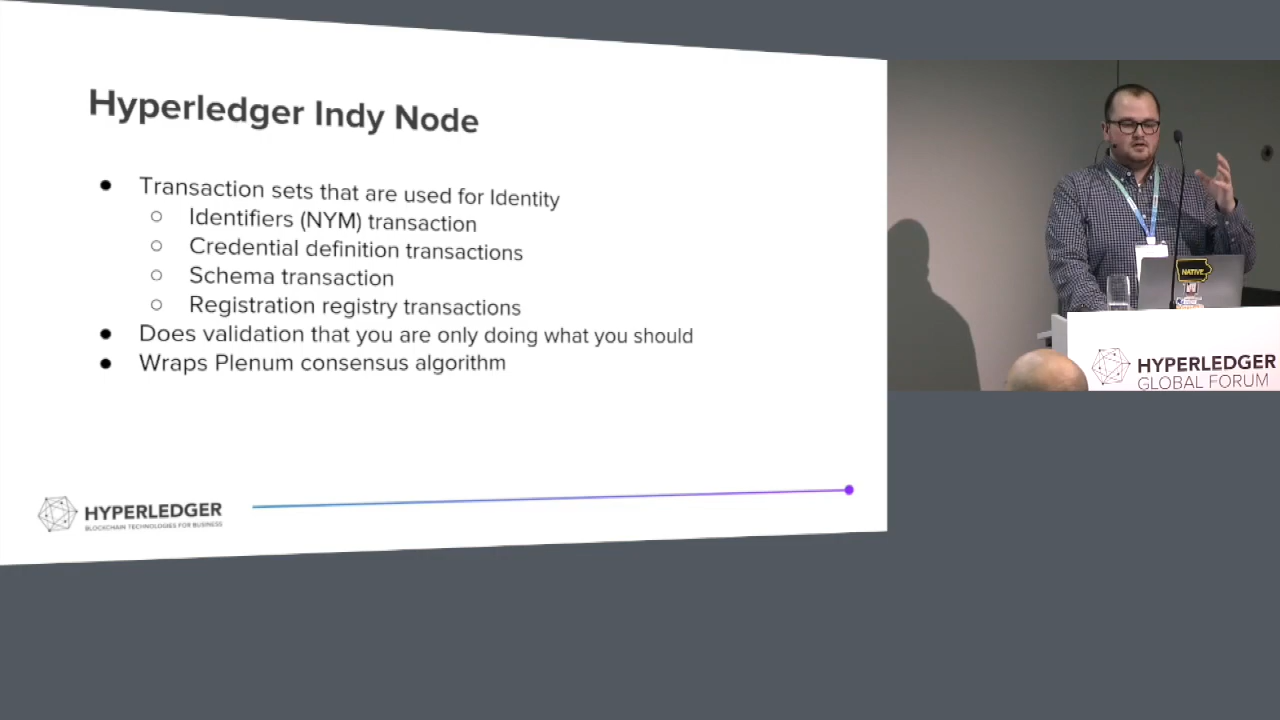 Hyperledger Indy Node
● Transaction sets that are used for Identity
○ Identifiers (NYM) transaction
○ Credential definition transactions
○ Schema transaction
○ Registration registry transactions
● Does validation that you are only doing what you should
● Wraps Plenum consensus algorithm
HYPERLEDGER
BLOCKCHAIN TECHNOLOGIES FOR BUSINESS
NATIVE
HYPERLEDGER
GLOBAL FORUM